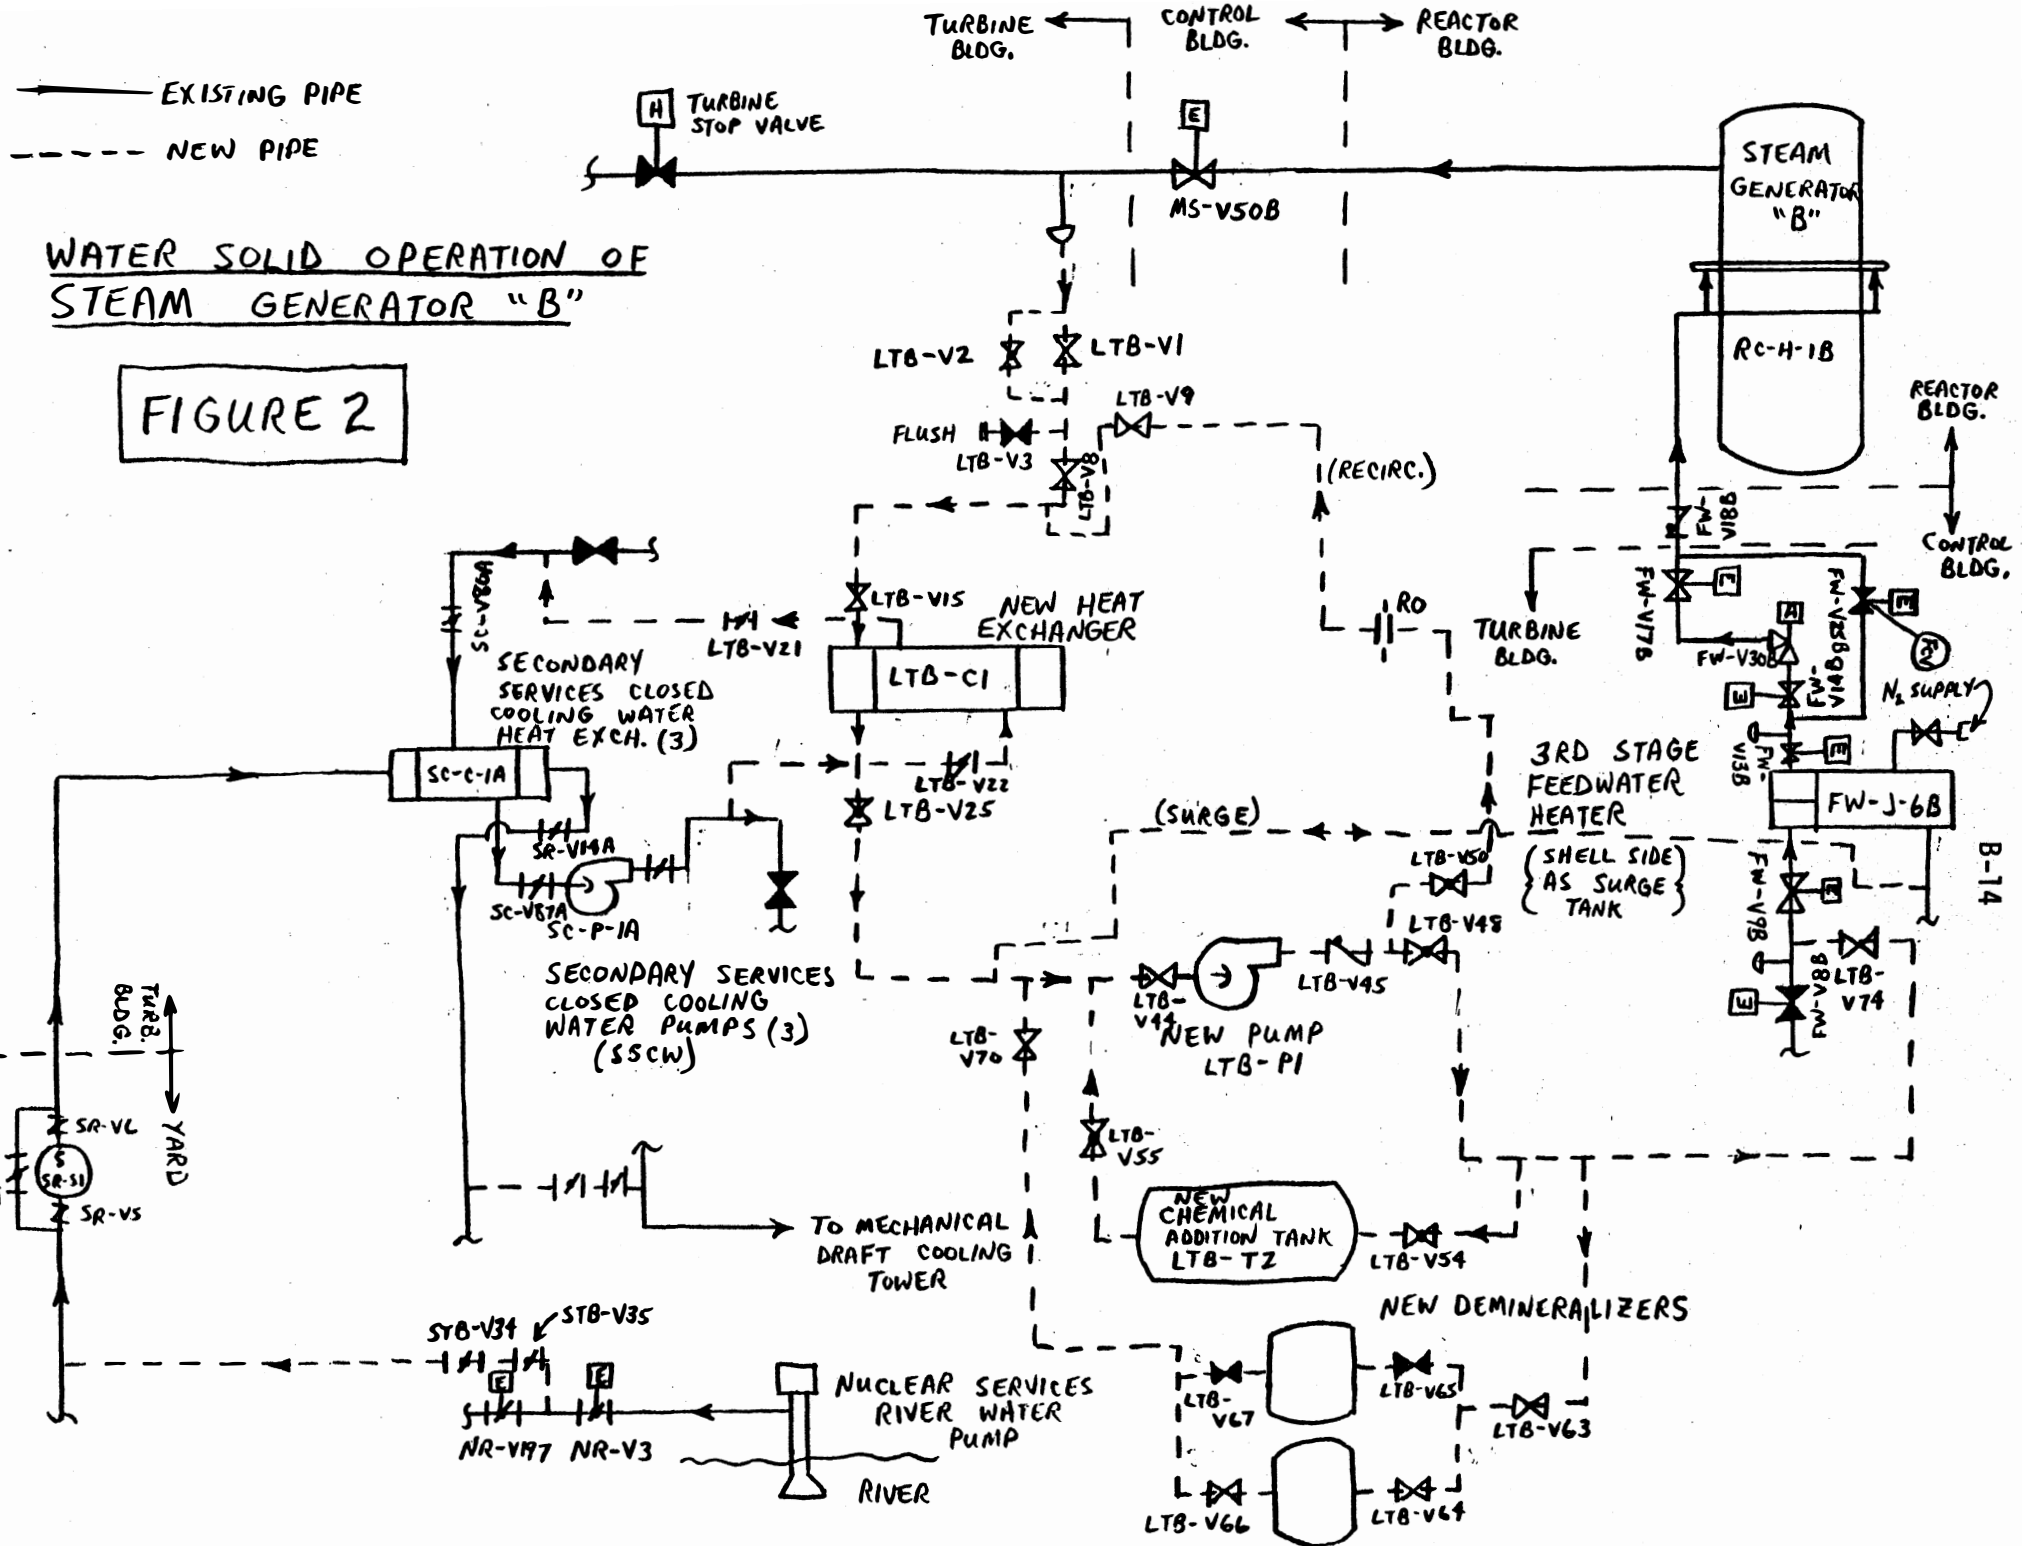 TURBINE
BLDG.
CONTROL
BLDG.
REACTOR
BLDG.
EXISTING PIPE
NEW PIPE
H
TURBINE
STOP VALVE
E
MS-V50B
STEAM
GENERATOR
"B"
RC-H-1B
WATER SOLID OPERATION OF
STEAM GENERATOR "B"
FIGURE 2
LTB-V2
LTB-V1
LTB-V9
FLUSH
LTB-V3
LTB-V8
(RECIRC.)
REACTOR
BLDG.
CONTROL
BLDG.
FW-
V18B
FW-V17B
E
FW-V25B
E
A
FW-V30B
FW-
V14B
E
N2 SUPPLY
TURBINE
BLDG.
RO
SC-V80A
LTB-V15
NEW HEAT
EXCHANGER
LTB-V21
LTB-C1
SECONDARY
SERVICES CLOSED
COOLING WATER
HEAT EXCH. (3)
SC-C-1A
LTB-V22
LTB-V25
SR-V14A
SC-V87A
SC-P-1A
3RD STAGE
FEEDWATER
HEATER
(SHELL SIDE
AS SURGE
TANK)
FW-
V3B
E
FW-J-6B
(SURGE)
LTB-V50
LTB-V48
FW-V9B
E
B-14
SECONDARY SERVICES
CLOSED COOLING
WATER PUMPS (3)
(SSCW)
LTB-V45
LTB-
V44
NEW PUMP
LTB-P1
LTB-
V74
FW-V8B
E
TURB.
BLDG.
YARD
LTB-
V70
LTB-
V55
SR-V6
S
SR-S1
SR-V5
NEW
CHEMICAL
ADDITION TANK
LTB-T2
LTB-V54
TO MECHANICAL
DRAFT COOLING
TOWER
NEW DEMINERALIZERS
STB-V34
STB-V35
E
E
NR-V197
NR-V3
NUCLEAR SERVICES
RIVER WATER
PUMP
RIVER
LTB-
V67
LTB-V65
LTB-V63
LTB-V66
LTB-V64